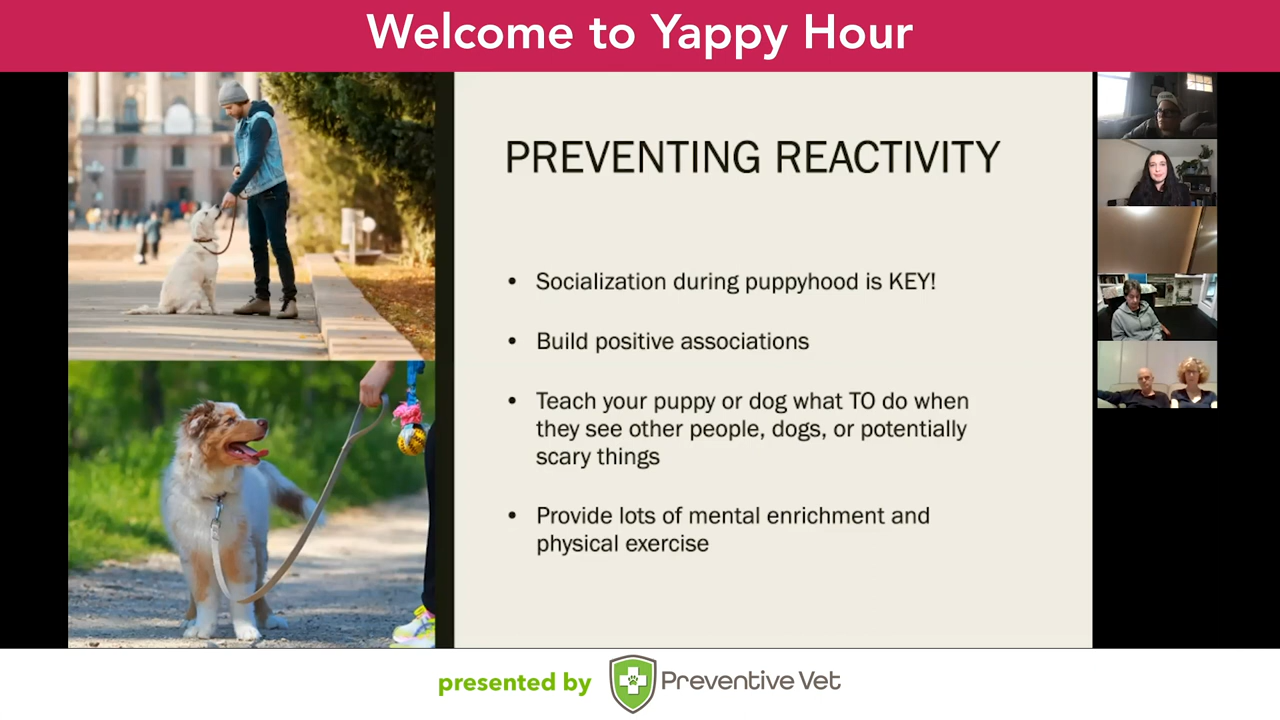 Welcome to Yappy Hour
PREVENTING REACTIVITY
• Socialization during puppyhood is KEY!
• Build positive associations
• Teach your puppy or dog what TO do when
they see other people, dogs, or potentially
scary things
• Provide lots of mental enrichment and
physical exercise
presented by Preventive Vet